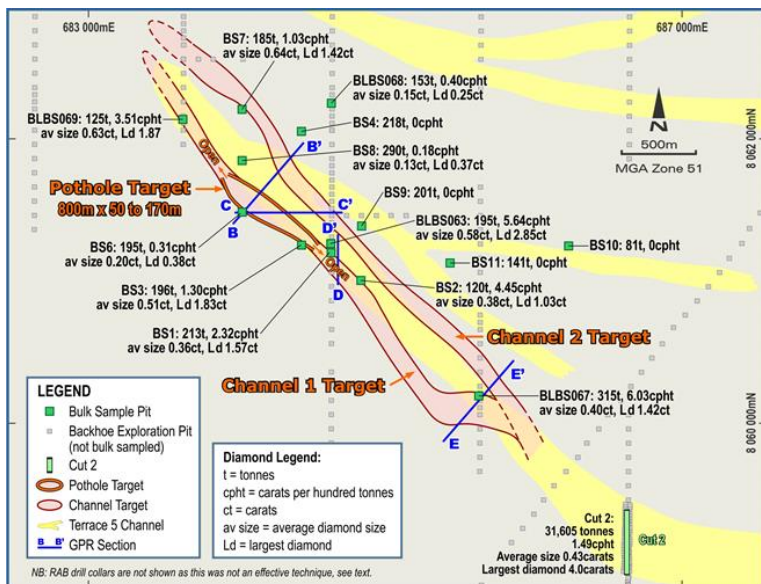 683 000mE
687 000mE
BS7: 185t, 1.03cpht
av size 0.64ct, Ld 1.42ct
BLBS068: 153t, 0.40cpht
av size 0.15ct, Ld 0.25ct
BLBS069: 125t, 3.51cpht
av size 0.63ct, Ld 1.87
BS4: 218t, 0cpht
N
500m
MGA Zone 51
8 062 000mN
B'
BS8: 290t, 0.18cpht
av size 0.13ct, Ld 0.37ct
Open
Pothole Target
800m x 50 to 170m
BS9: 201t, 0cpht
C
C'
B
D'
BLBS063: 195t, 5.64cpht
av size 0.58ct, Ld 2.85ct
BS10: 81t, 0cpht
BS6: 195t, 0.31cpht
av size 0.20ct, Ld 0.38ct
Open
BS11: 141t, 0cpht
D
BS3: 196t, 1.30cpht
av size 0.51ct, Ld 1.83ct
BS2: 120t, 4.45cpht
av size 0.38ct, Ld 1.03ct
BS1: 213t, 2.32cpht
av size 0.36ct, Ld 1.57ct
Channel 2 Target
Channel 1 Target
E'
BLBS067: 315t, 6.03cpht
av size 0.40ct, Ld 1.42ct
E
8 060 000mN
LEGEND
Bulk Sample Pit
Backhoe Exploration Pit
(not bulk sampled)
Cut 2
Pothole Target
Channel Target
Terrace 5 Channel
B B' GPR Section
Diamond Legend:
t = tonnes
cpht = carats per hundred tonnes
ct = carats
av size = average diamond size
Ld = largest diamond
Cut 2:
31,605 tonnes
1.49cpht
Average size 0.43carats
Largest diamond 4.0carats
Cut 2
NB: RAB drill collars are not shown as this was not an effective technique, see text.